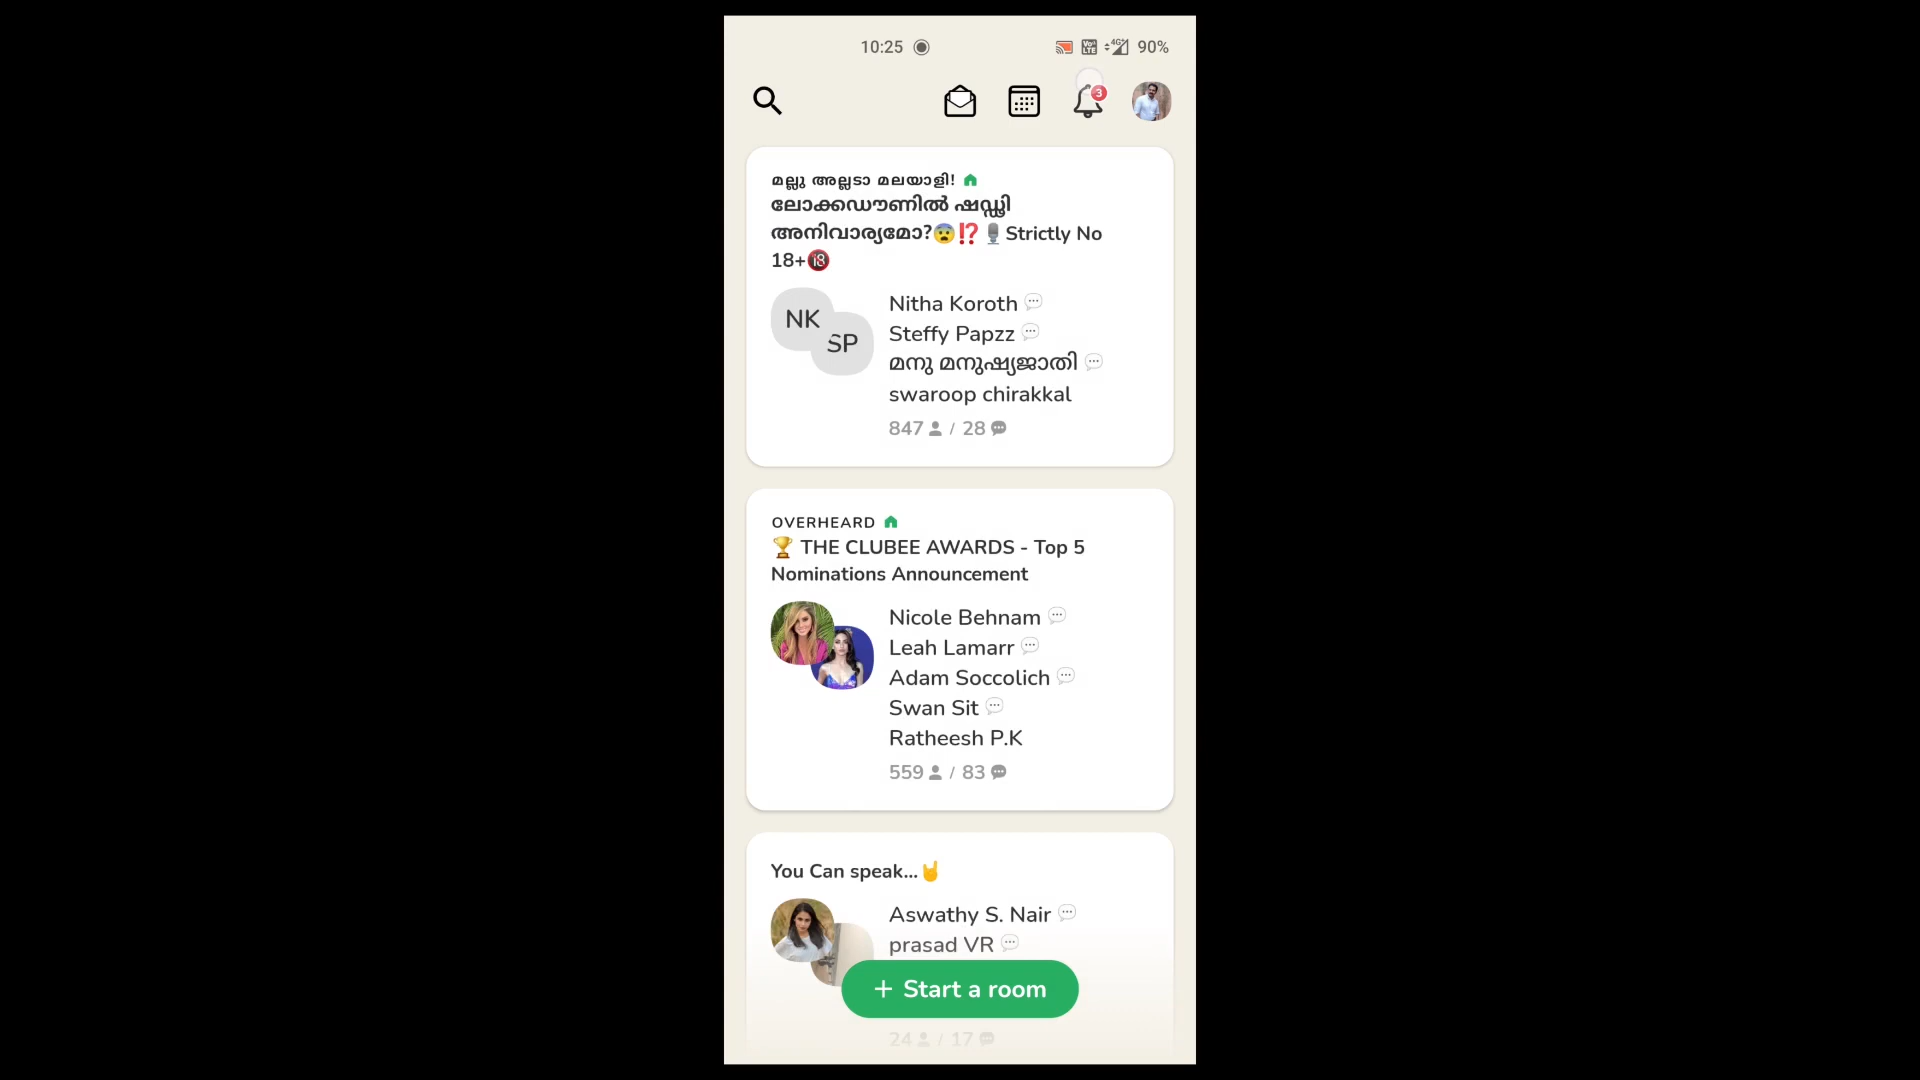 10:25 4G+ 90%
VoLTE
3
മല്ലു അല്ലടാ മലയാളി!
ലോക്കഡൗണിൽ ഷഡ്ഢി
അനിവാര്യമോ?😨⁉️🎙️Strictly No
18+🔞
NK
SP
Nitha Koroth
Steffy Papzz
മനു മനുഷ്യജാതി
swaroop chirakkal
847 / 28
OVERHEARD
🏆 THE CLUBEE AWARDS - Top 5
Nominations Announcement
Nicole Behnam
Leah Lamarr
Adam Soccolich
Swan Sit
Ratheesh P.K
559 / 83
You Can speak...🤘
Aswathy S. Nair
prasad VR
+ Start a room
24 / 17